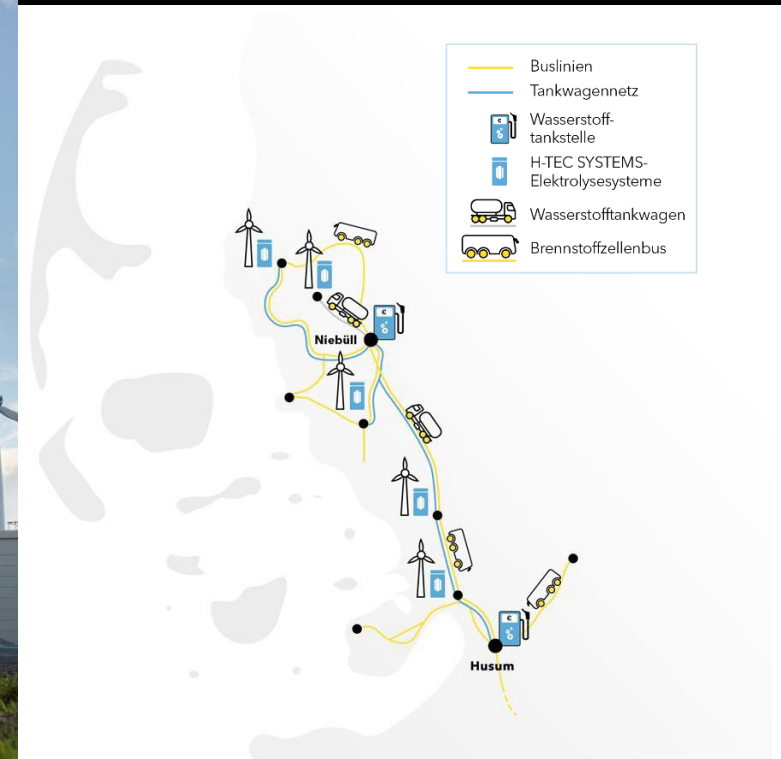 Buslinien
Tankwagennetz
Wasserstoff-
tankstelle
H-TEC SYSTEMS-
Elektrolysesysteme
Wasserstofftankwagen
Brennstoffzellenbus
Niebüll
Husum